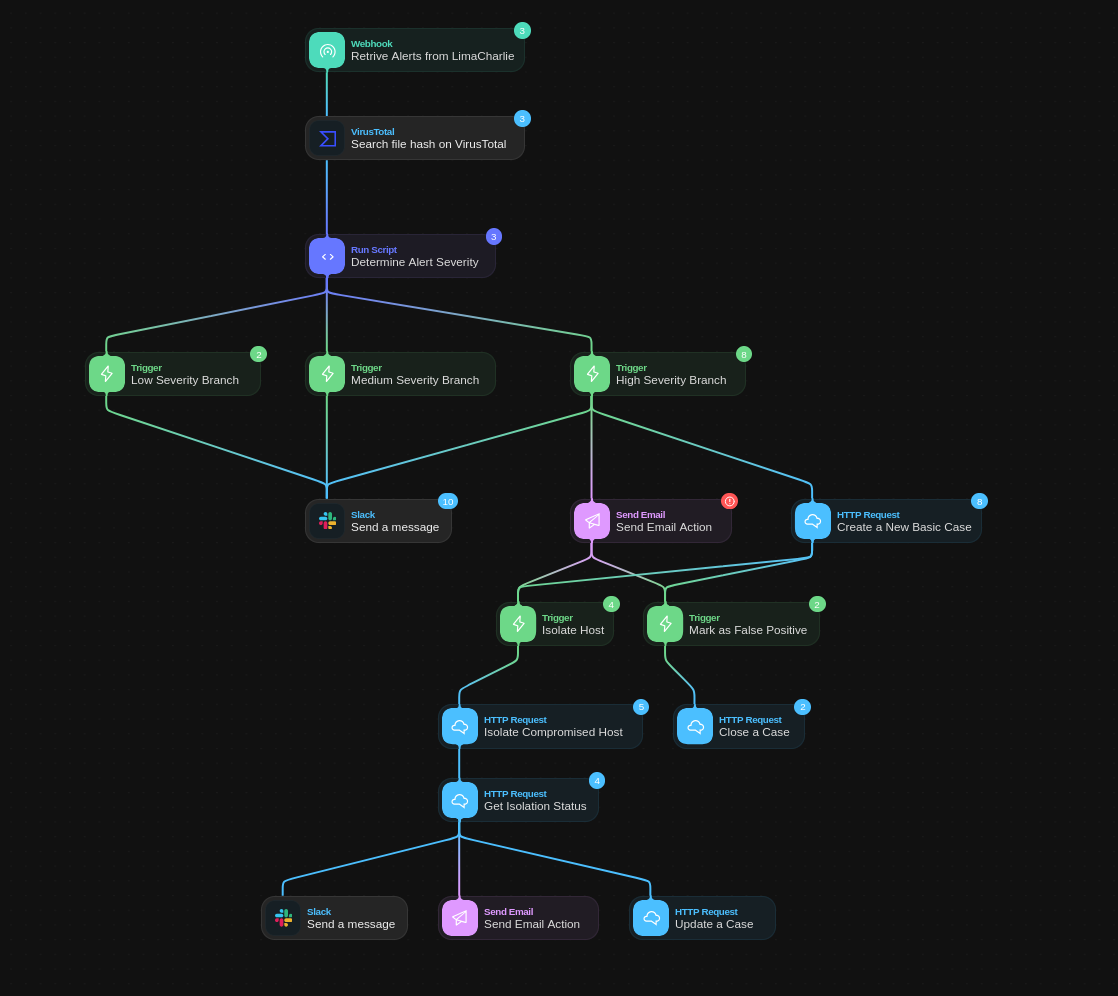 3
Webhook
Retrive Alerts from LimaCharlie
3
VirusTotal
Search file hash on VirusTotal
3
Run Script
Determine Alert Severity
2
Trigger
Low Severity Branch
Trigger
Medium Severity Branch
8
Trigger
High Severity Branch
10
Slack
Send a message
Send Email
Send Email Action
8
HTTP Request
Create a New Basic Case
4
Trigger
Isolate Host
2
Trigger
Mark as False Positive
5
HTTP Request
Isolate Compromised Host
2
HTTP Request
Close a Case
4
HTTP Request
Get Isolation Status
Slack
Send a message
Send Email
Send Email Action
HTTP Request
Update a Case